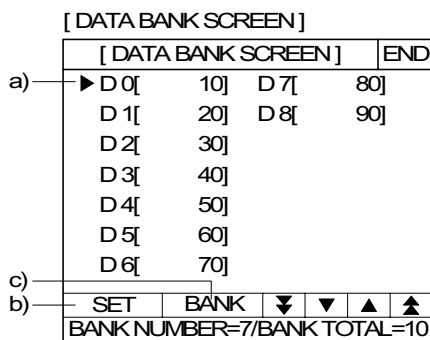 [ DATA BANK SCREEN ]
[ DATA BANK SCREEN ] END
a) ▶ D 0[ 10] D 7[ 80]
D 1[ 20] D 8[ 90]
D 2[ 30]
D 3[ 40]
D 4[ 50]
D 5[ 60]
D 6[ 70]
c)
b) SET BANK ▼ ▲
BANK NUMBER=7/BANK TOTAL=10